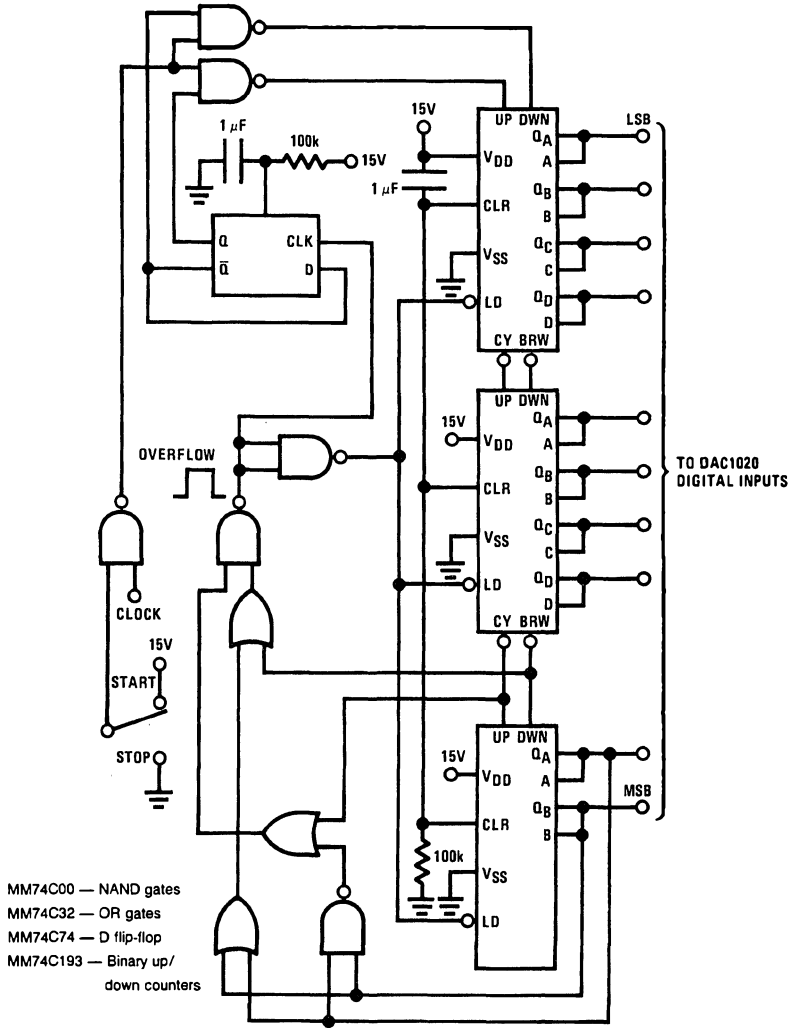 1 µF
100k
15V
Q
CLK
Q̅
D
15V
1 µF
UP DWN
VDD
CLR
VSS
LD
QA
A
QB
B
QC
C
QD
D
CY BRW
LSB
UP DWN
15V
VDD
CLR
VSS
LD
QA
A
QB
B
QC
C
QD
D
CY BRW
TO DAC1020
DIGITAL INPUTS
OVERFLOW
CLOCK
15V
START
STOP
UP DWN
15V
VDD
CLR
100k
VSS
LD
QA
A
QB
B
MSB
MM74C00 — NAND gates
MM74C32 — OR gates
MM74C74 — D flip-flop
MM74C193 — Binary up/
down counters